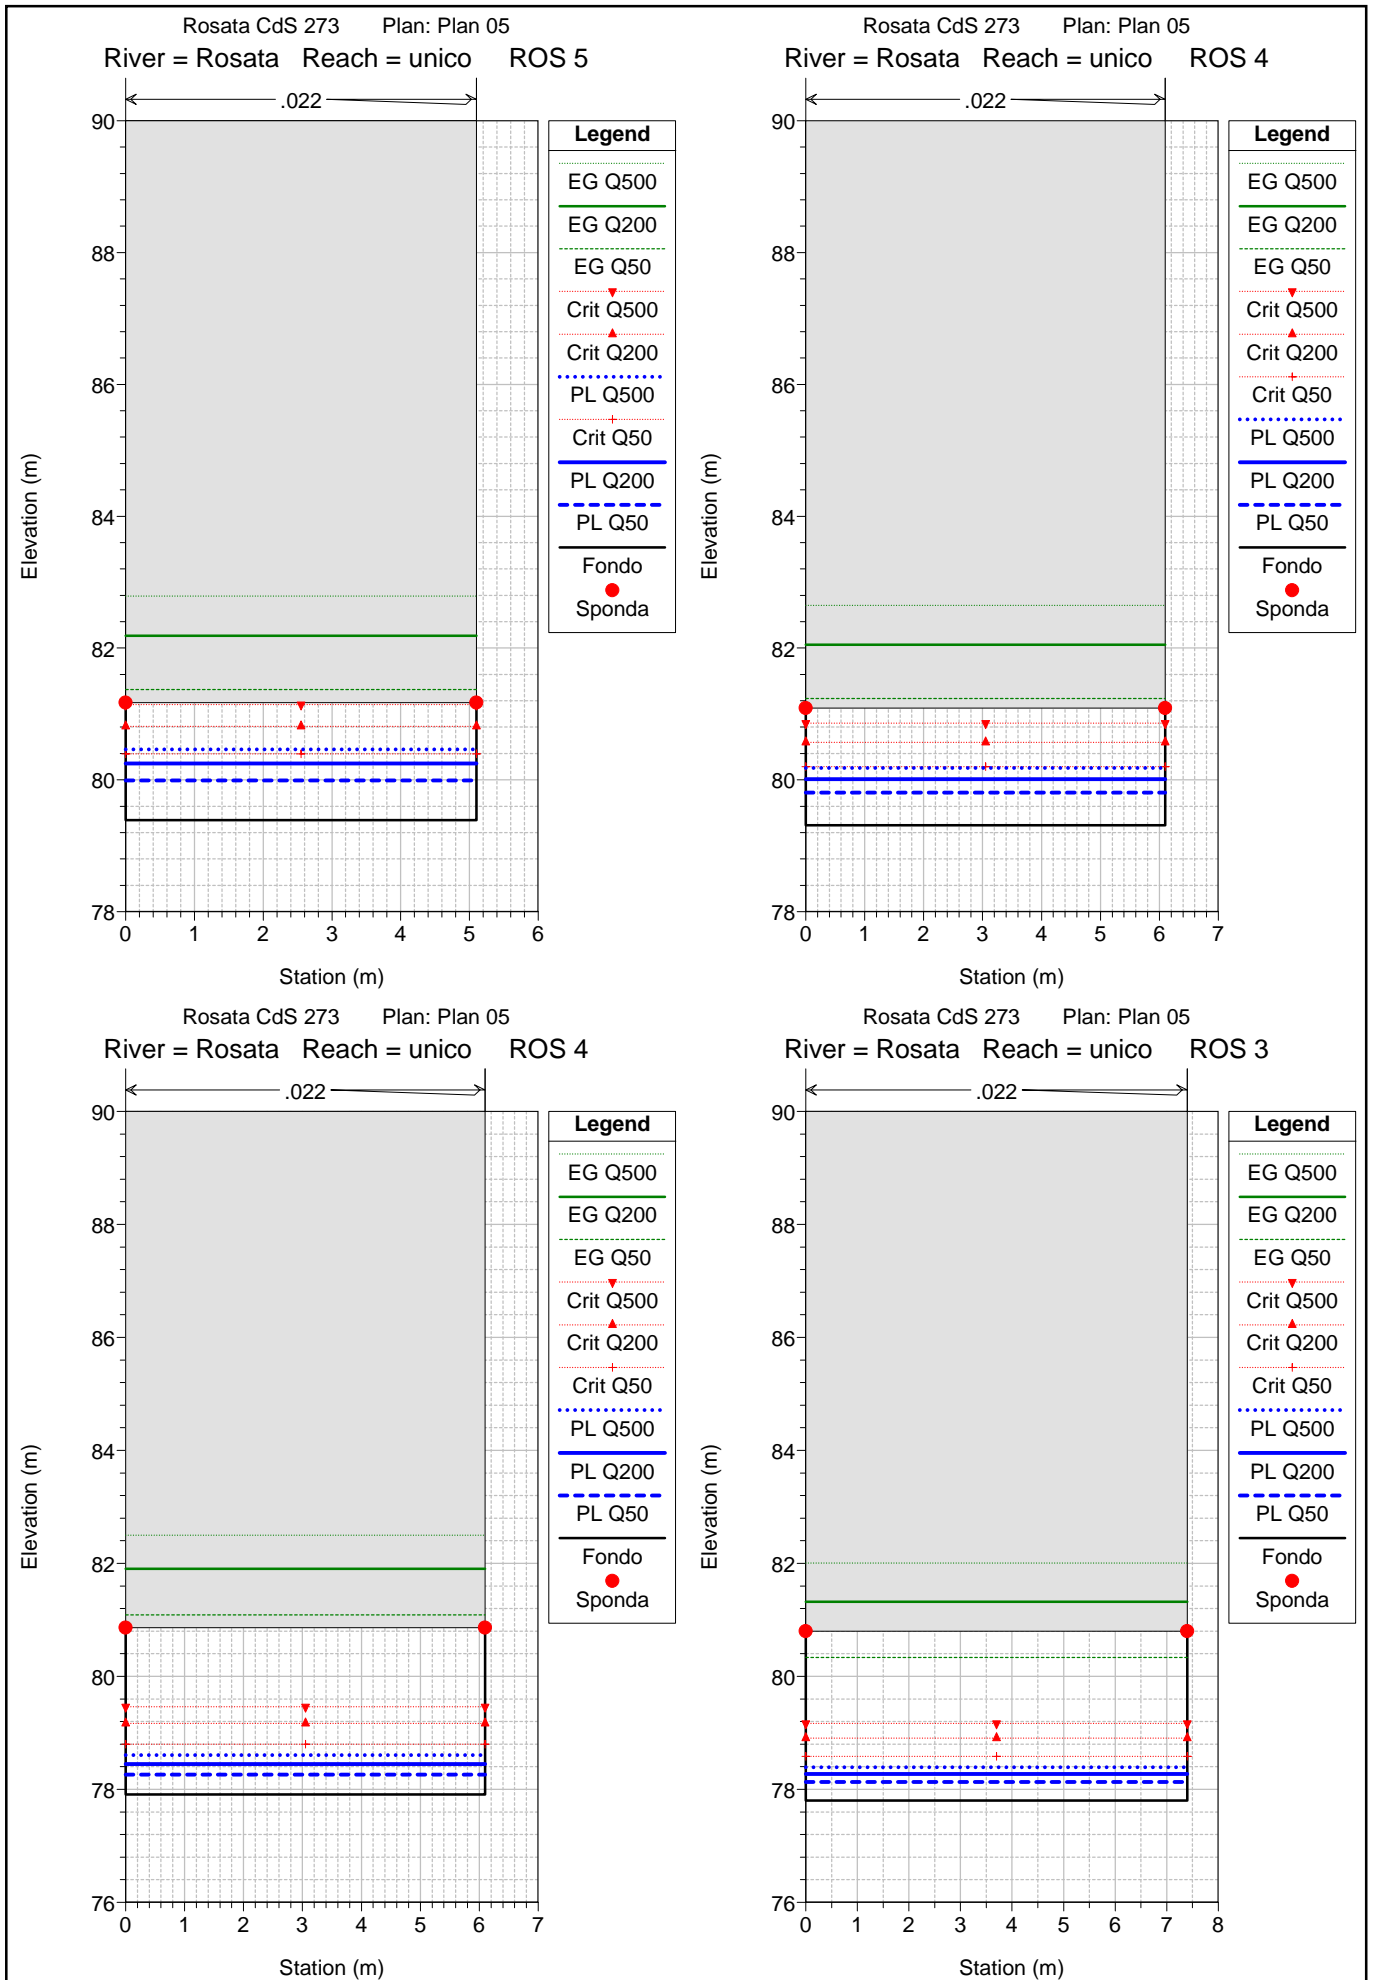 Rosata CdS 273 Plan: Plan 05
River = Rosata Reach = unico ROS 5
.022
90
88
86
84
82
80
78
0 1 2 3 4 5 6
Station (m)
Elevation (m)
Legend
EG Q500
EG Q200
EG Q50
Crit Q500
Crit Q200
PL Q500
Crit Q50
PL Q200
PL Q50
Fondo
Sponda
Rosata CdS 273 Plan: Plan 05
River = Rosata Reach = unico ROS 4
.022
90
88
86
84
82
80
78
0 1 2 3 4 5 6 7
Station (m)
Elevation (m)
Legend
EG Q500
EG Q200
EG Q50
Crit Q500
Crit Q200
Crit Q50
PL Q500
PL Q200
PL Q50
Fondo
Sponda
Rosata CdS 273 Plan: Plan 05
River = Rosata Reach = unico ROS 4
.022
90
88
86
84
82
80
78
76
0 1 2 3 4 5 6 7
Station (m)
Elevation (m)
Legend
EG Q500
EG Q200
EG Q50
Crit Q500
Crit Q200
Crit Q50
PL Q500
PL Q200
PL Q50
Fondo
Sponda
Rosata CdS 273 Plan: Plan 05
River = Rosata Reach = unico ROS 3
.022
90
88
86
84
82
80
78
76
0 1 2 3 4 5 6 7 8
Station (m)
Elevation (m)
Legend
EG Q500
EG Q200
EG Q50
Crit Q500
Crit Q200
Crit Q50
PL Q500
PL Q200
PL Q50
Fondo
Sponda